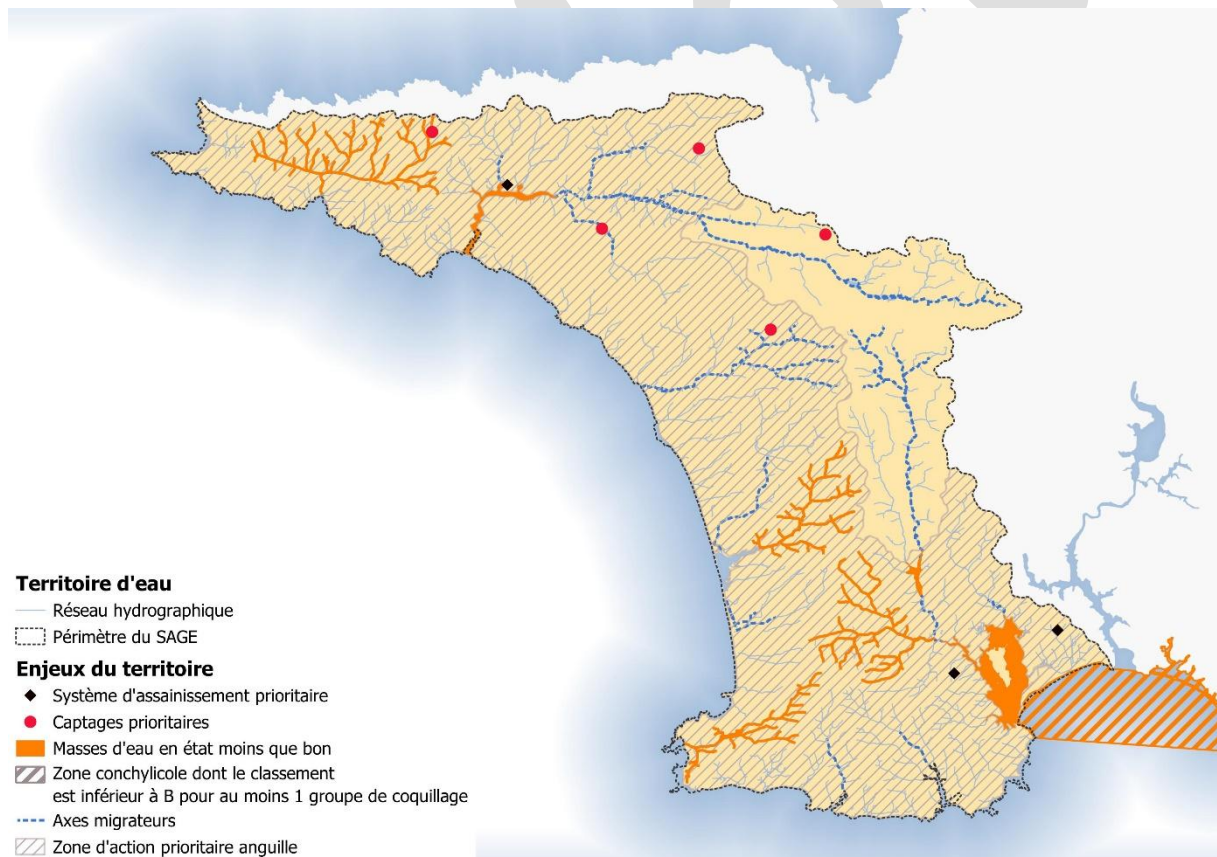 Territoire d'eau
Réseau hydrographique
Périmètre du SAGE
Enjeux du territoire
Système d'assainissement prioritaire
Captages prioritaires
Masses d'eau en état moins que bon
Zone conchylicole dont le classement
est inférieur à B pour au moins 1 groupe de coquillage
Axes migrateurs
Zone d'action prioritaire anguille